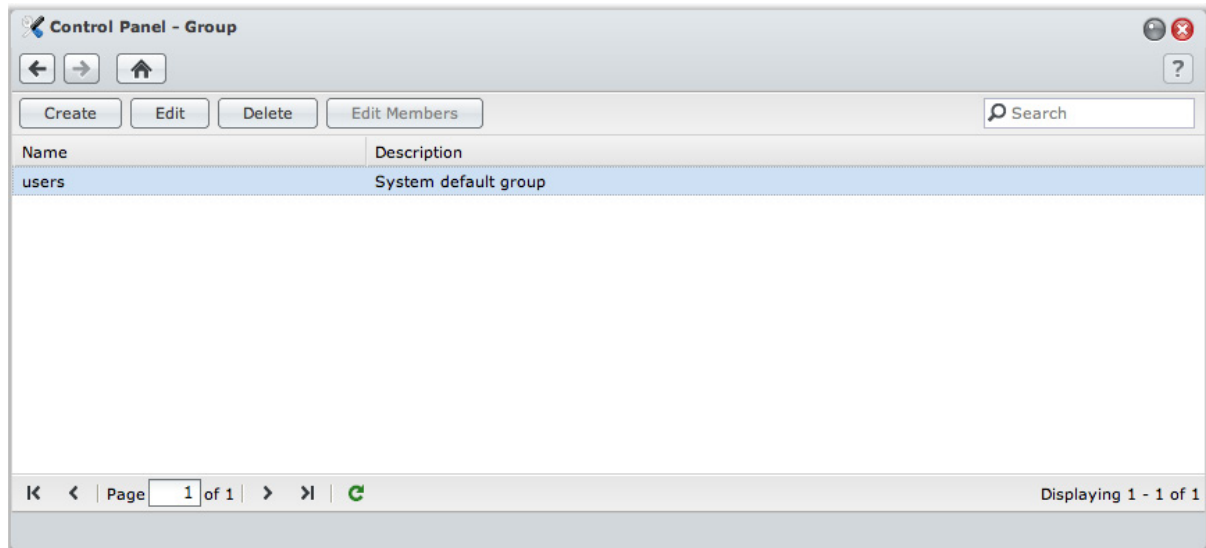 Control Panel - Group
?
Create Edit Delete Edit Members Search
Name Description
users System default group
Page 1 of 1 Displaying 1 - 1 of 1